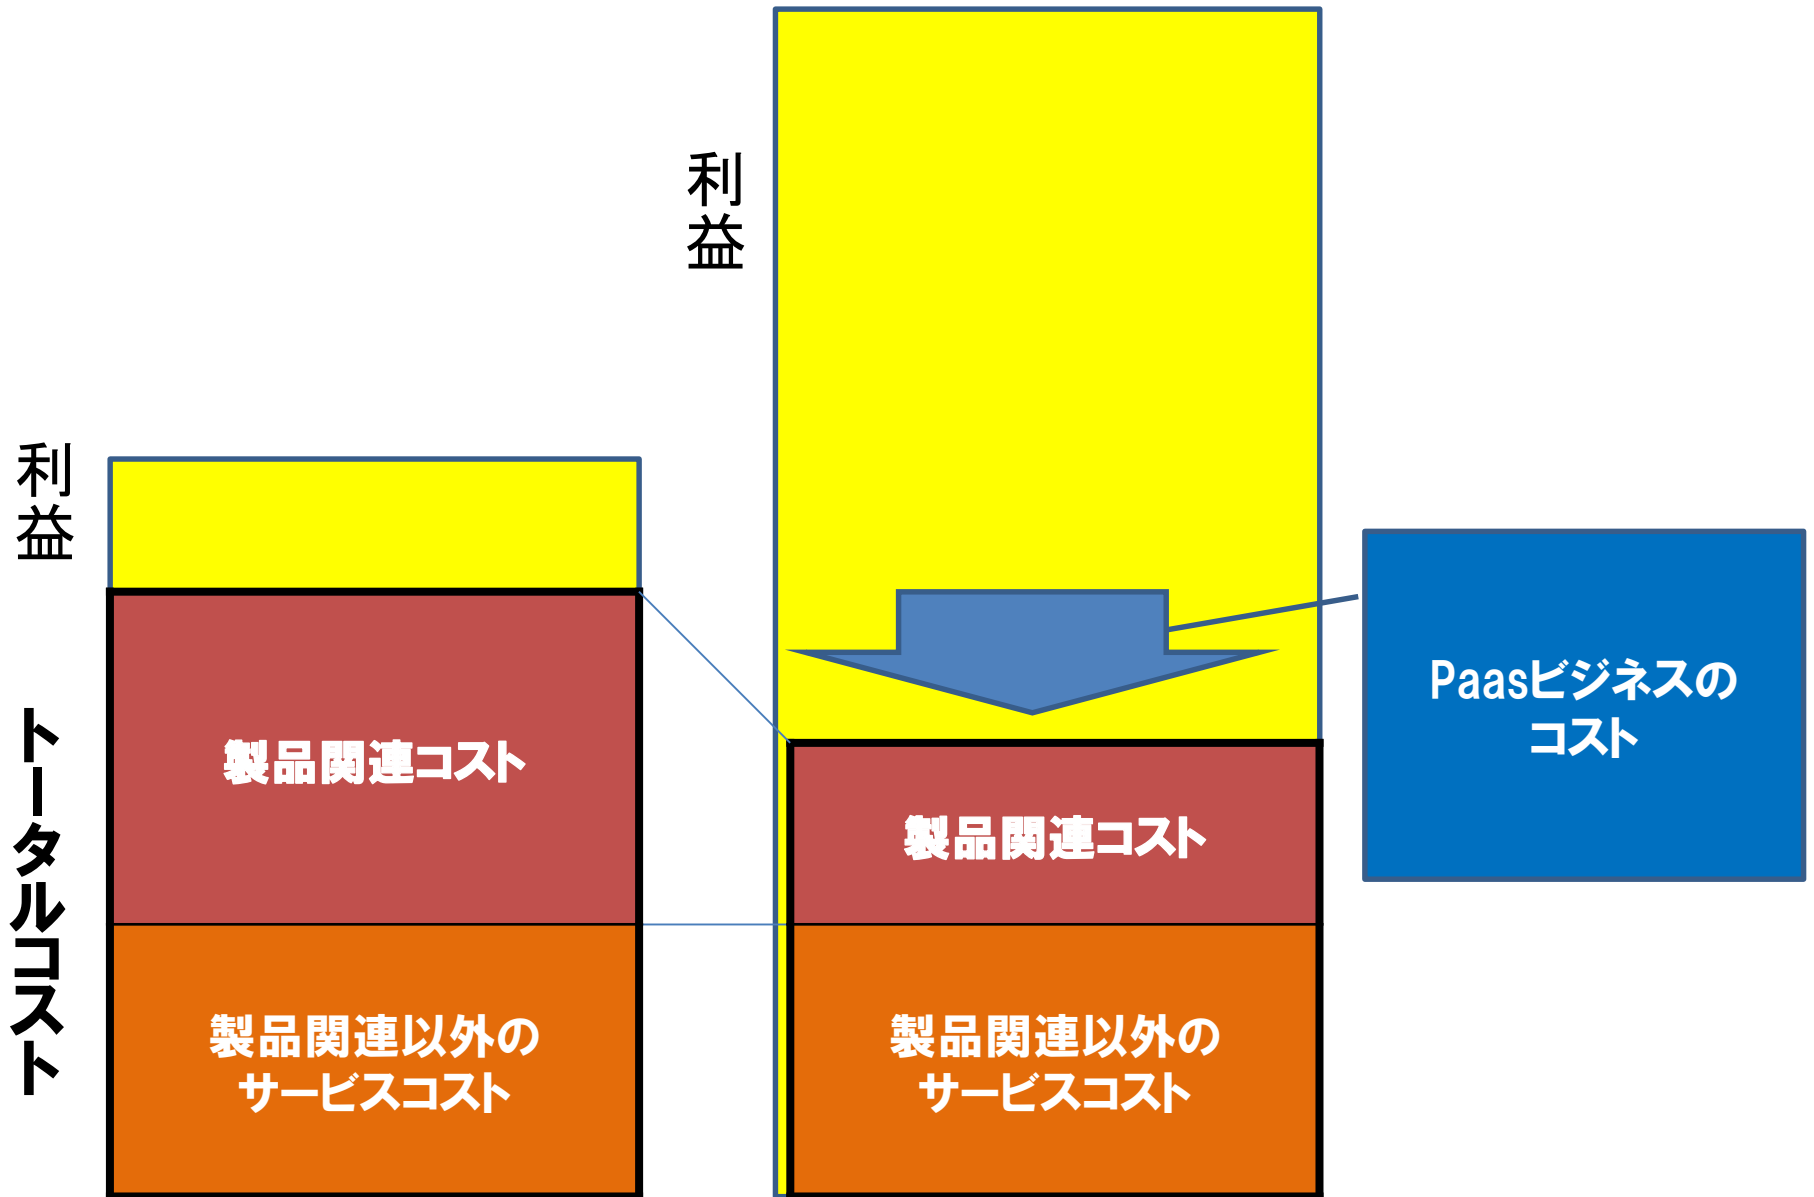 利益
トータルコスト
製品関連コスト
製品関連以外の
サービスコスト
利益
製品関連コスト
製品関連以外の
サービスコスト
Paasビジネスの
コスト